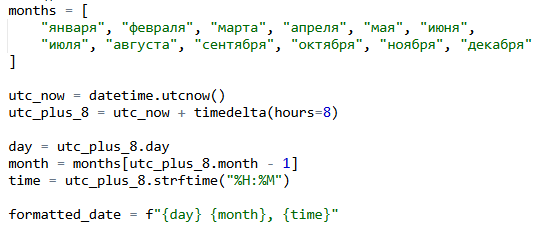 months = [
"января", "февраля", "марта", "апреля", "мая", "июня",
"июля", "августа", "сентября", "октября", "ноября", "декабря"
]
utc_now = datetime.utcnow()
utc_plus_8 = utc_now + timedelta(hours=8)
day = utc_plus_8.day
month = months[utc_plus_8.month - 1]
time = utc_plus_8.strftime("%H:%M")
formatted_date = f"{day} {month}, {time}"